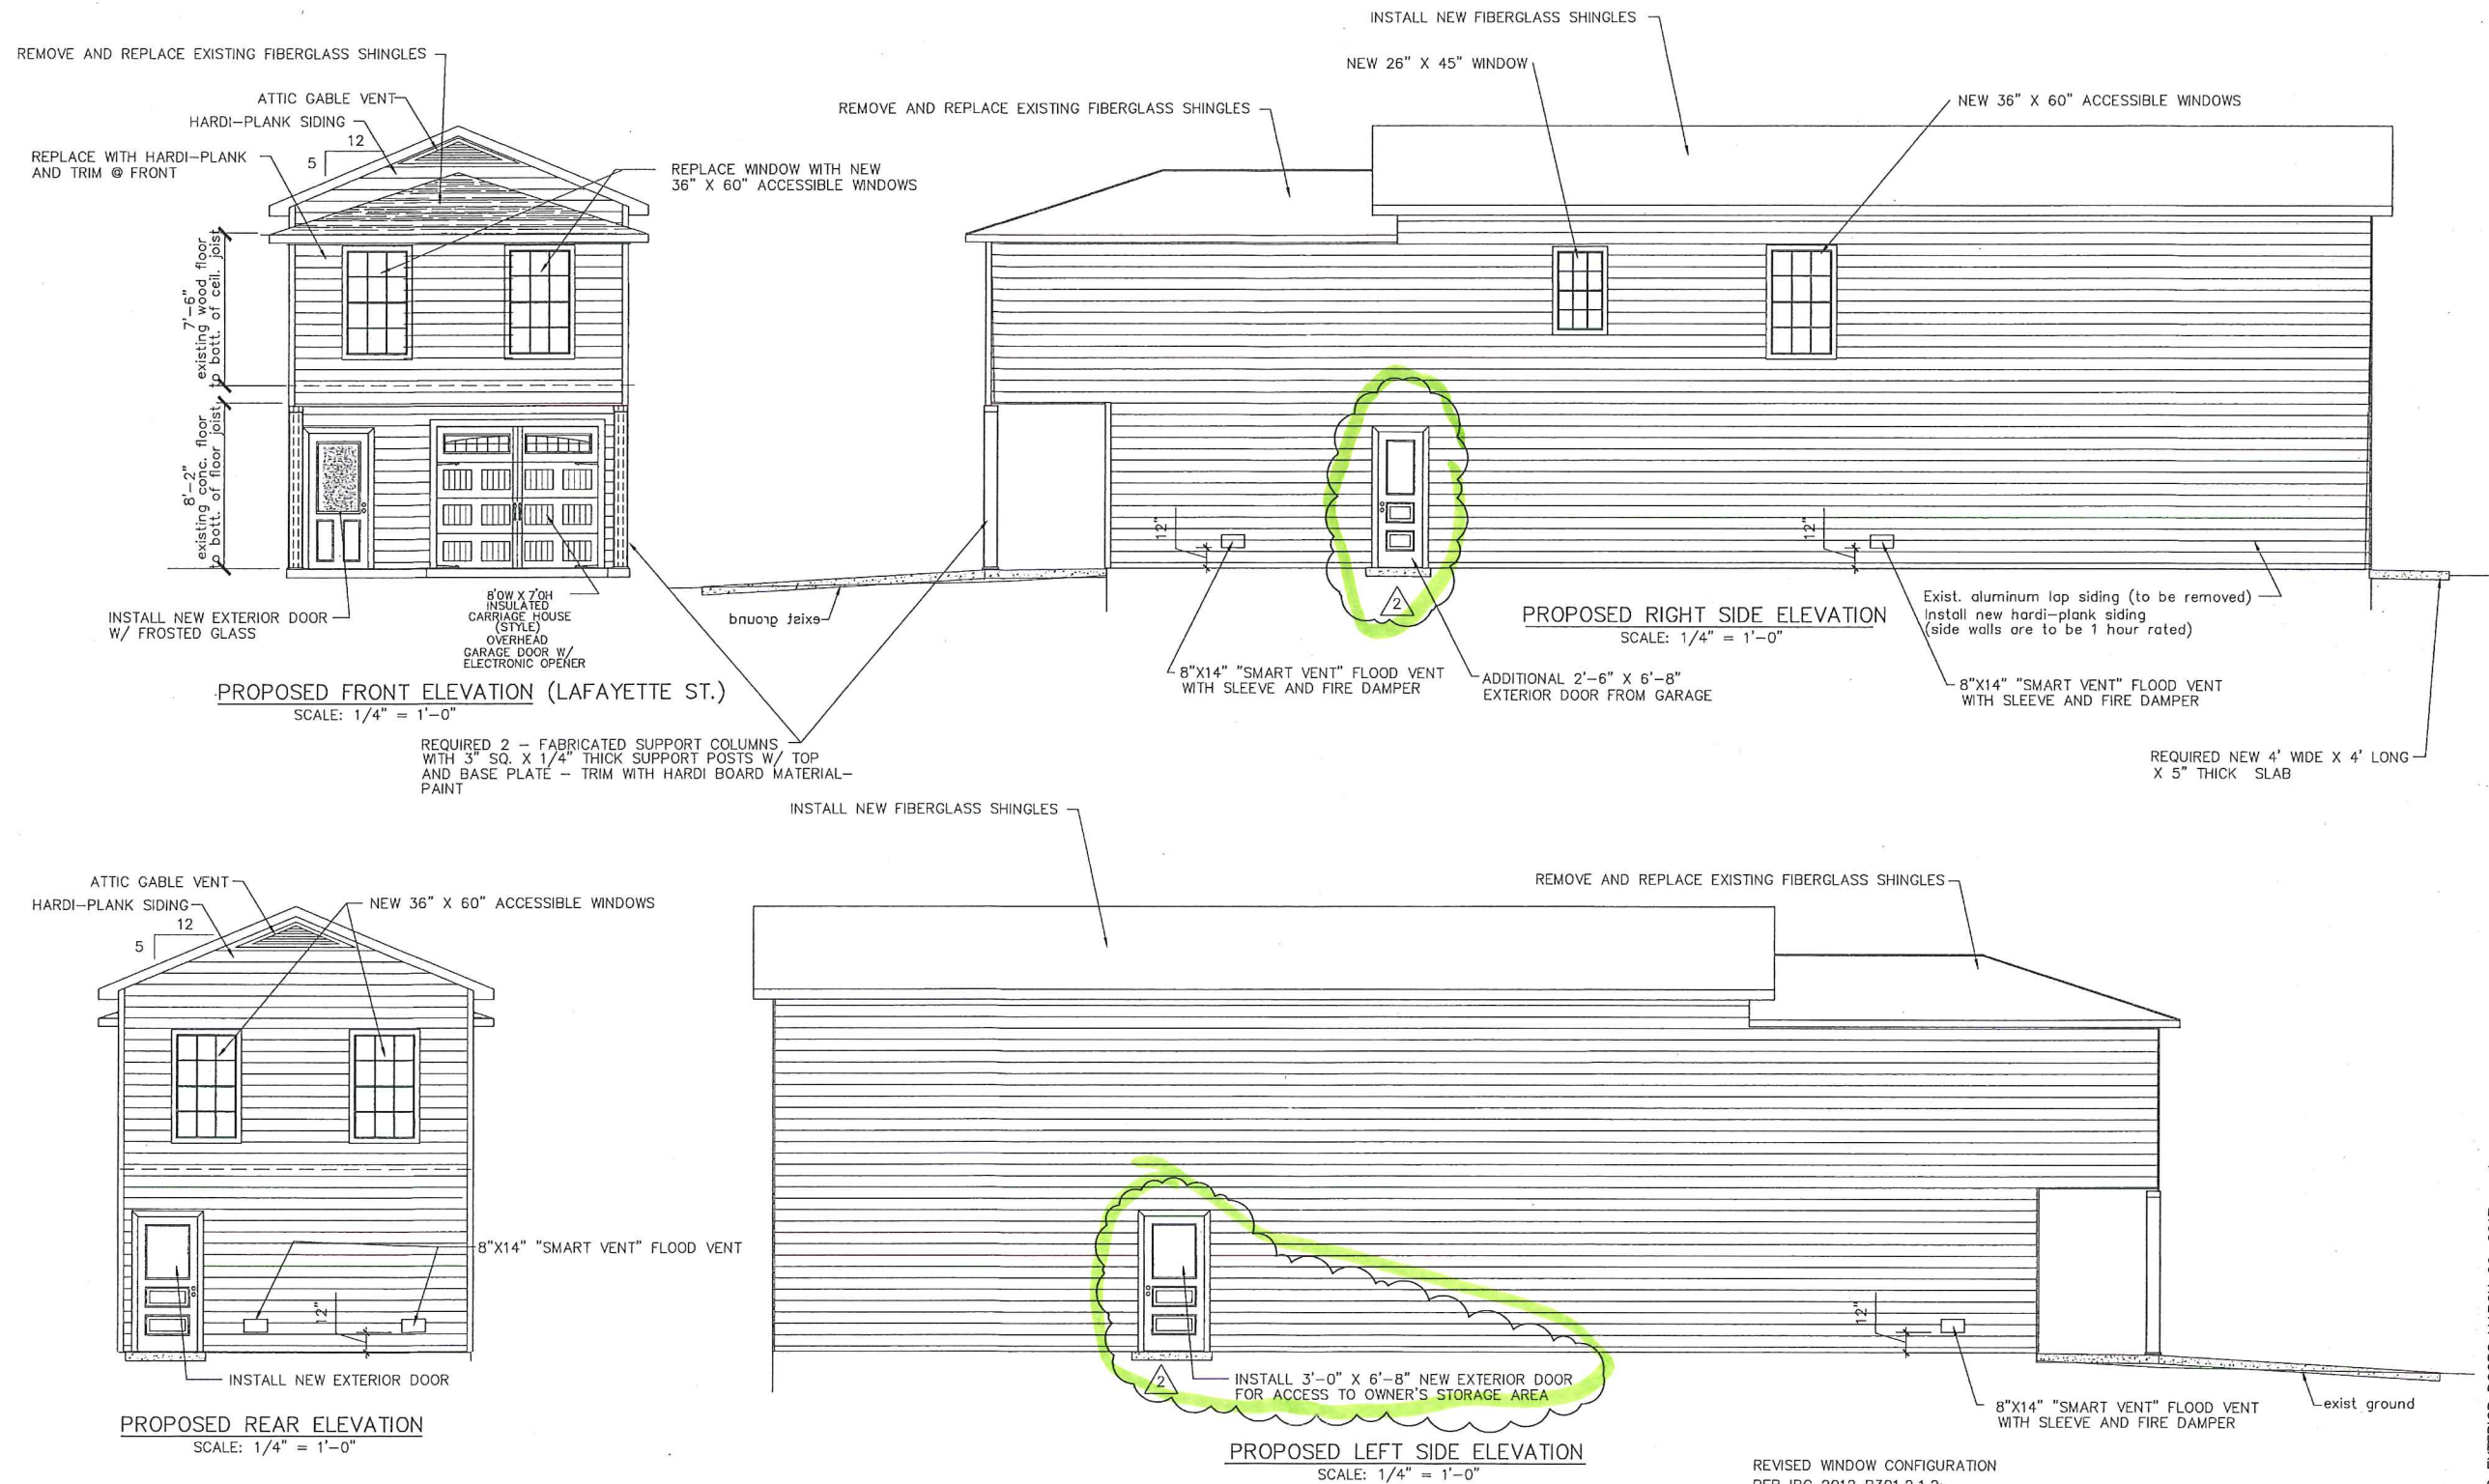 REMOVE AND REPLACE EXISTING FIBERGLASS SHINGLES
ATTIC GABLE VENT
HARDI-PLANK SIDING
12
5
REPLACE WITH HARDI-PLANK
AND TRIM @ FRONT
REPLACE WINDOW WITH NEW
36" X 60" ACCESSIBLE WINDOWS
7'-6"
existing wood floor
to bott. of ceil. joist
8'-2"
existing conc. floor
to bott. of floor joist
INSTALL NEW EXTERIOR DOOR
W/ FROSTED GLASS
8'0W X 7'0H
INSULATED
CARRIAGE HOUSE
(STYLE)
OVERHEAD
GARAGE DOOR W/
ELECTRONIC OPENER
PROPOSED FRONT ELEVATION (LAFAYETTE ST.)
SCALE: 1/4" = 1'-0"
REQUIRED 2 - FABRICATED SUPPORT COLUMNS
WITH 3" SQ. X 1/4" THICK SUPPORT POSTS W/ TOP
AND BASE PLATE - TRIM WITH HARDI BOARD MATERIAL-
PAINT
INSTALL NEW FIBERGLASS SHINGLES
NEW 26" X 45" WINDOW
REMOVE AND REPLACE EXISTING FIBERGLASS SHINGLES
NEW 36" X 60" ACCESSIBLE WINDOWS
12"
12"
exist ground
2
PROPOSED RIGHT SIDE ELEVATION
SCALE: 1/4" = 1'-0"
Exist. aluminum lap siding (to be removed)
Install new hardi-plank siding
(side walls are to be 1 hour rated)
8"X14" "SMART VENT" FLOOD VENT
WITH SLEEVE AND FIRE DAMPER
ADDITIONAL 2'-6" X 6'-8"
EXTERIOR DOOR FROM GARAGE
8"X14" "SMART VENT" FLOOD VENT
WITH SLEEVE AND FIRE DAMPER
REQUIRED NEW 4' WIDE X 4' LONG
X 5" THICK SLAB
ATTIC GABLE VENT
HARDI-PLANK SIDING
12
5
NEW 36" X 60" ACCESSIBLE WINDOWS
8"X14" "SMART VENT" FLOOD VENT
12"
INSTALL NEW EXTERIOR DOOR
PROPOSED REAR ELEVATION
SCALE: 1/4" = 1'-0"
INSTALL NEW FIBERGLASS SHINGLES
REMOVE AND REPLACE EXISTING FIBERGLASS SHINGLES
12"
2
INSTALL 3'-0" X 6'-8" NEW EXTERIOR DOOR
FOR ACCESS TO OWNER'S STORAGE AREA
8"X14" "SMART VENT" FLOOD VENT
WITH SLEEVE AND FIRE DAMPER
exist ground
PROPOSED LEFT SIDE ELEVATION
SCALE: 1/4" = 1'-0"
REVISED WINDOW CONFIGURATION